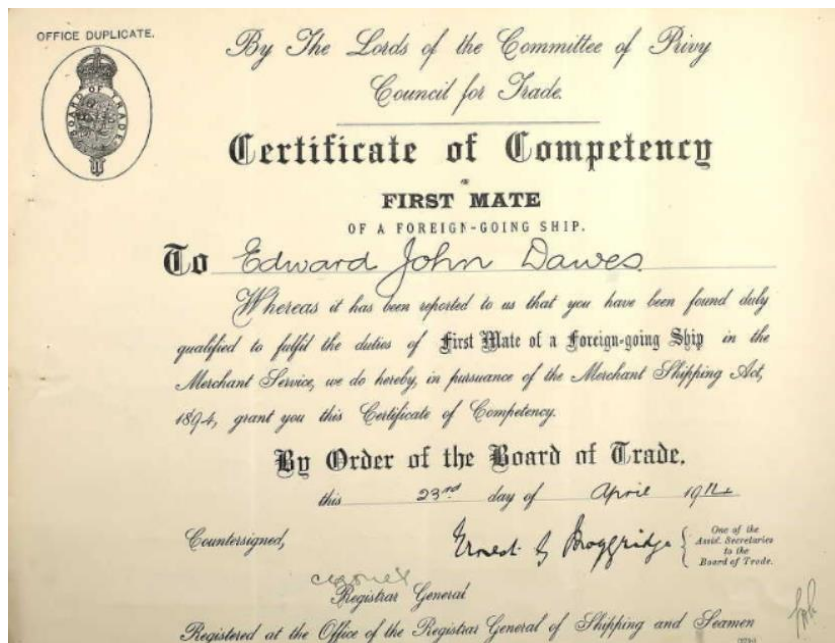 OFFICE DUPLICATE.
By The Lords of the Committee of Privy
Council for Trade.
BOARD OF TRADE
Certificate of Competency
FIRST MATE
OF A FOREIGN-GOING SHIP.
To Edward John Dawes
Whereas it has been reported to us that you have been found duly
qualified to fulfil the duties of First Mate of a Foreign-going Ship in the
Merchant Service, we do hereby, in pursuance of the Merchant Shipping Act,
1894, grant you this Certificate of Competency.
By Order of the Board of Trade,
this 23rd day of April
Countersigned,
Ernest G Moggridge
One of the
Assist. Secretaries
to the
Board of Trade.
Registrar General
Registered at the Office of the Registrar General of Shipping and Seamen